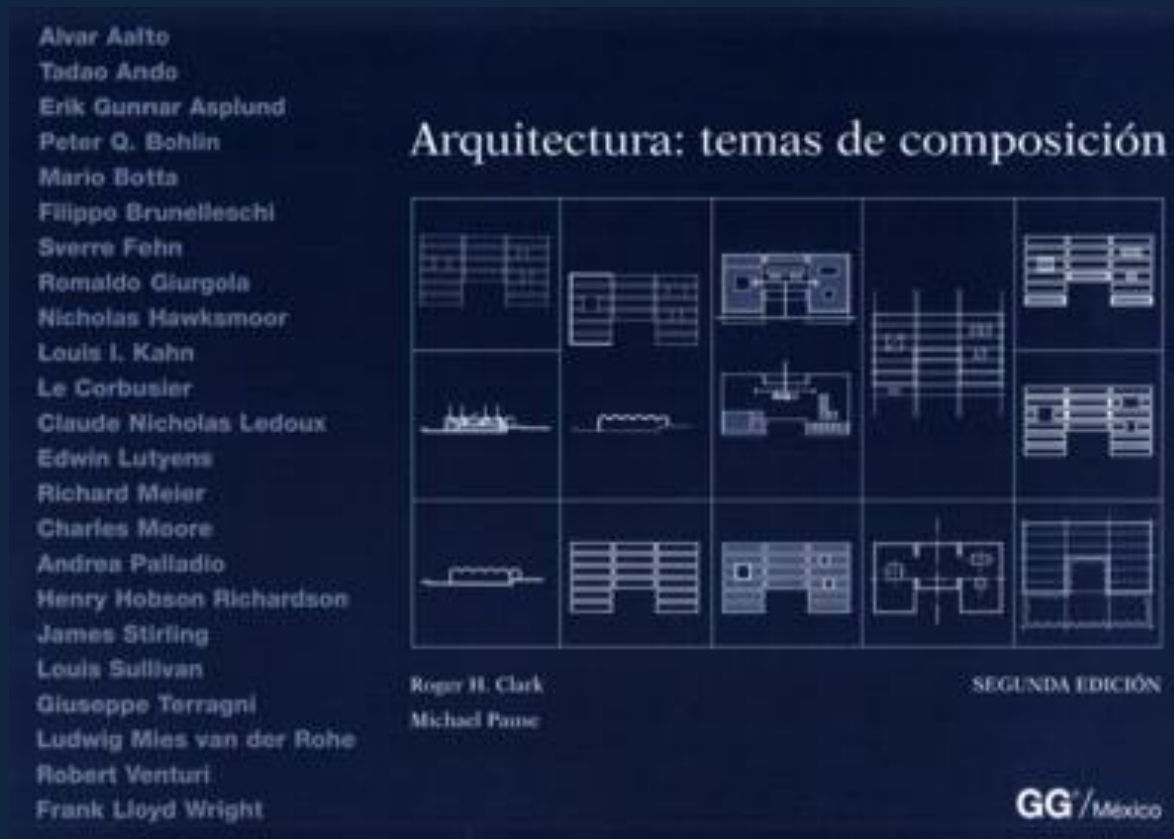 Alvar Aalto
Tadao Ando
Erik Gunnar Asplund
Peter Q. Bohlin
Mario Botta
Filippo Brunelleschi
Sverre Fehn
Romaldo Giurgola
Nicholas Hawksmoor
Louis I. Kahn
Le Corbusier
Claude Nicholas Ledoux
Edwin Lutyens
Richard Meier
Charles Moore
Andrea Palladio
Henry Hobson Richardson
James Stirling
Louis Sullivan
Giuseppe Terragni
Ludwig Mies van der Rohe
Robert Venturi
Frank Lloyd Wright
Arquitectura: temas de composición
Roger H. Clark
Michael Pause
SEGUNDA EDICIÓN
GG/México